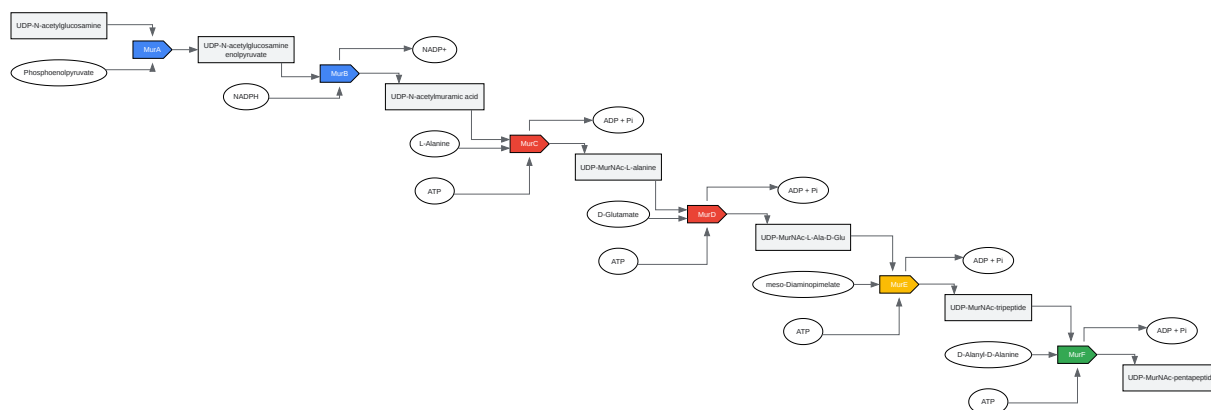 UDP-N-acetylglucosamine
MurA
Phosphoenolpyruvate
UDP-N-acetylglucosamine
enolpyruvate
NADP+
MurB
NADPH
UDP-N-acetylmuramic acid
ADP + Pi
L-Alanine
MurC
ATP
UDP-MurNAc-L-alanine
ADP + Pi
D-Glutamate
MurD
ATP
UDP-MurNAc-L-Ala-D-Glu
ADP + Pi
meso-Diaminopimelate
MurE
ATP
UDP-MurNAc-tripeptide
ADP + Pi
D-Alanyl-D-Alanine
MurF
ATP
UDP-MurNAc-pentapeptid